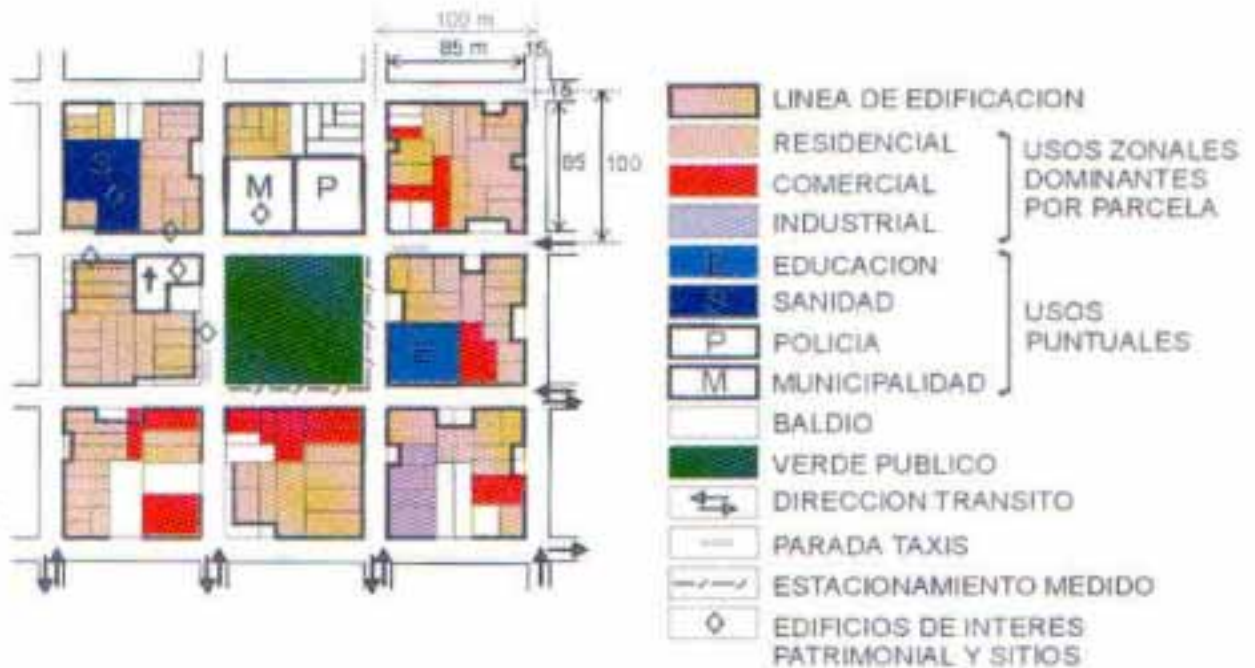 100 m
85 m
15
15
85
100
S
M
P
E
LINEA DE EDIFICACION
RESIDENCIAL
COMERCIAL
INDUSTRIAL
USOS ZONALES
DOMINANTES
POR PARCELA
E
EDUCACION
S
SANIDAD
P
POLICIA
M
MUNICIPALIDAD
USOS
PUNTUALES
BALDIO
VERDE PUBLICO
DIRECCION TRANSITO
PARADA TAXIS
ESTACIONAMIENTO MEDIDO
EDIFICIOS DE INTERES
PATRIMONIAL Y SITIOS